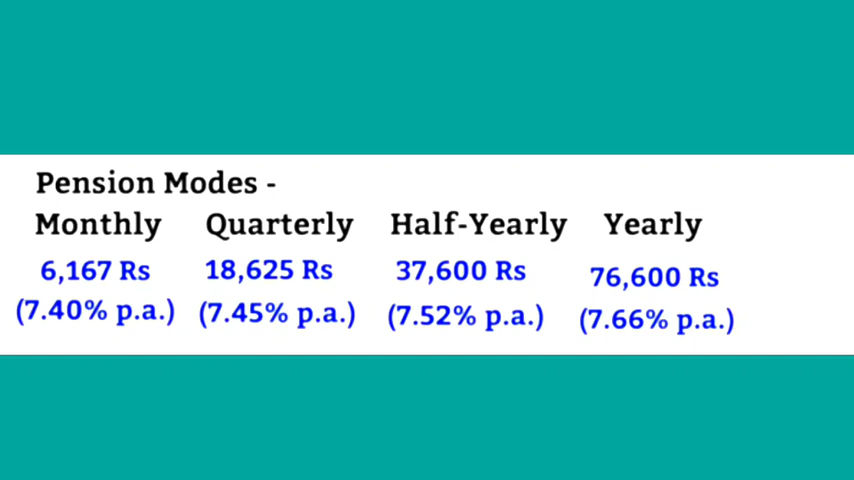 Pension Modes -
Monthly Quarterly Half-Yearly Yearly
6,167 Rs 18,625 Rs 37,600 Rs 76,600 Rs
(7.40% p.a.) (7.45% p.a.) (7.52% p.a.) (7.66% p.a.)